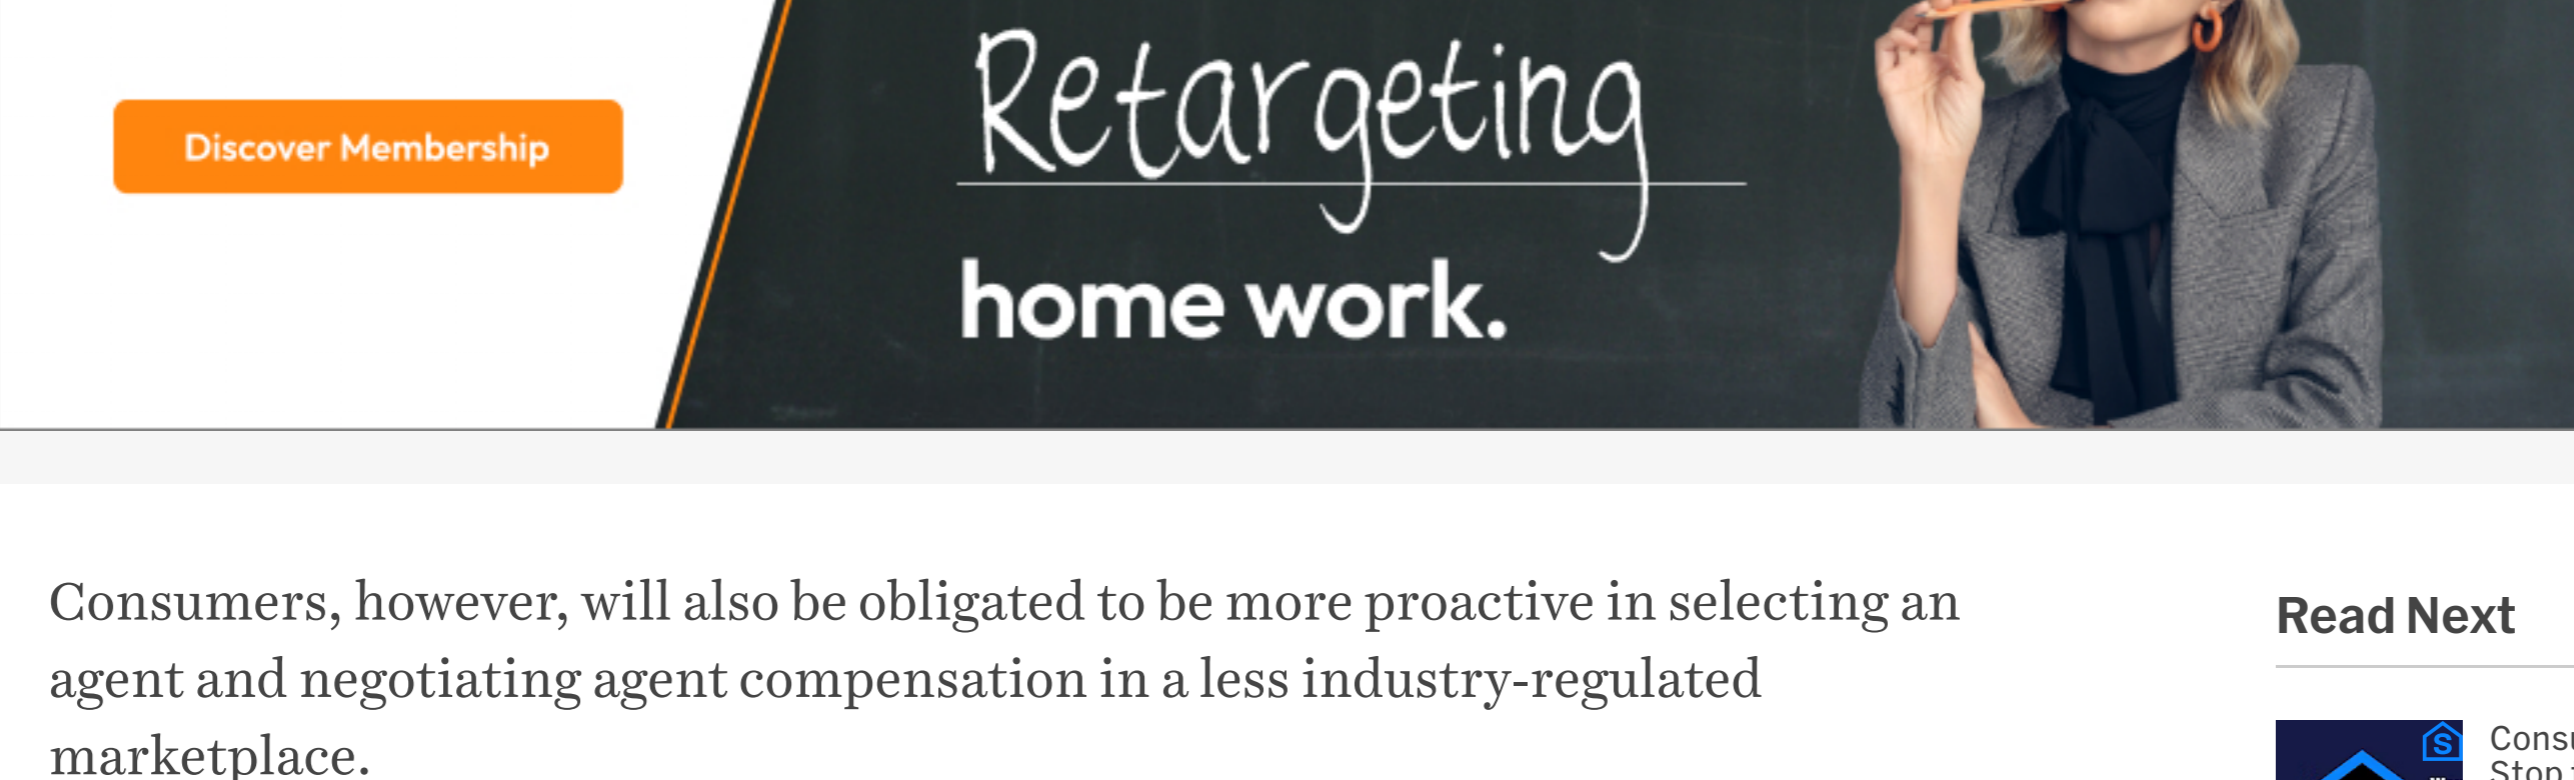 Discover Membership
Retargeting
home work.
Consumers, however, will also be obligated to be more proactive in selecting an
agent and negotiating agent compensation in a less industry-regulated
marketplace.
Read Next
S